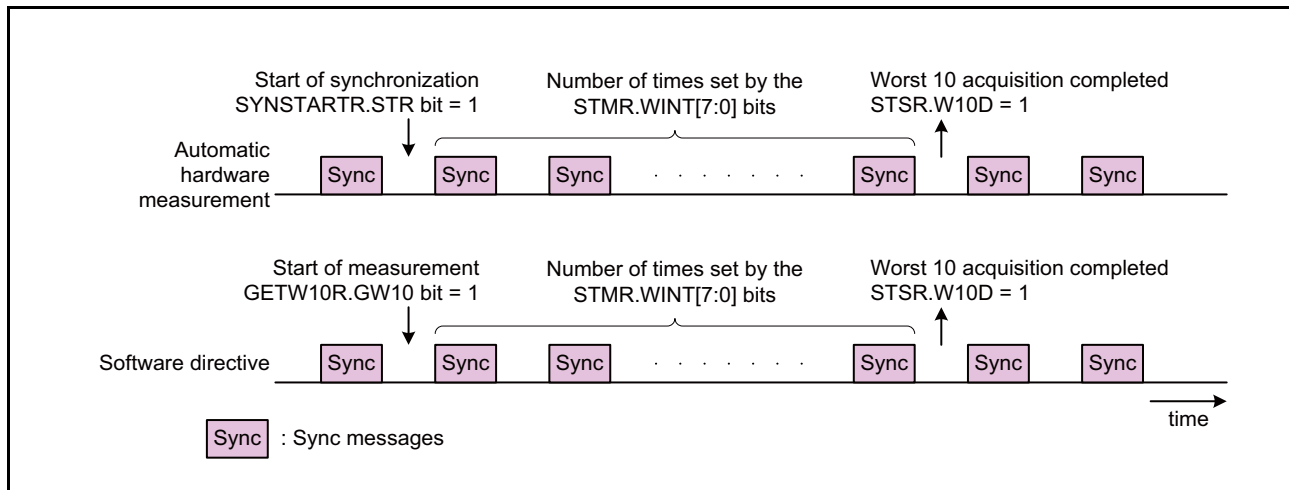 Start of synchronization
SYNSTARTR.STR bit = 1
Number of times set by the
STMR.WINT[7:0] bits
Worst 10 acquisition completed
STSR.W10D = 1
Automatic
hardware
measurement
Sync Sync Sync . . . . . . . Sync Sync Sync
Start of measurement
GETW10R.GW10 bit = 1
Number of times set by the
STMR.WINT[7:0] bits
Worst 10 acquisition completed
STSR.W10D = 1
Software directive
Sync Sync Sync . . . . . . . Sync Sync Sync
time
Sync : Sync messages